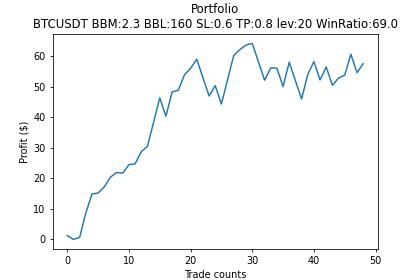 Portfolio
BTCUSDT BBM:2.3 BBL:160 SL:0.6 TP:0.8 lev:20 WinRatio:69.0
60
50
40
30
20
10
0
Profit ($)
0 10 20 30 40 50
Trade counts